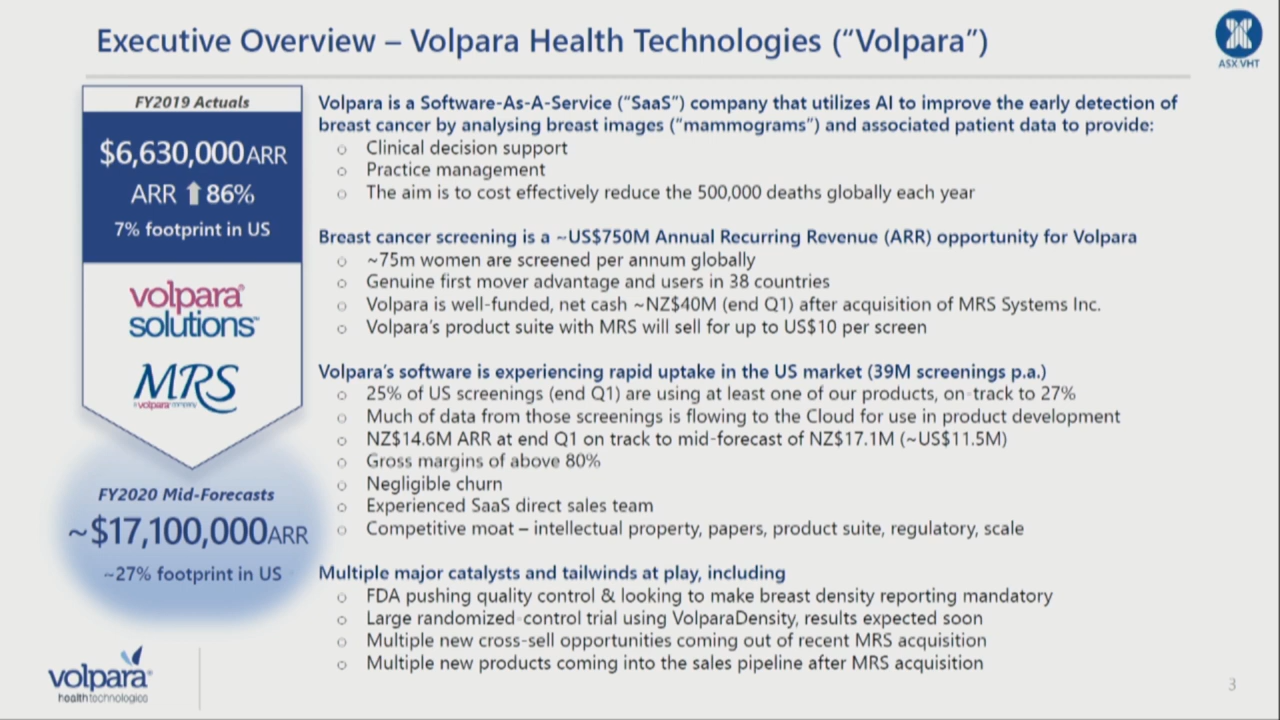 Executive Overview – Volpara Health Technologies ("Volpara")
ASX:VHT
FY2019 Actuals
$6,630,000 ARR
ARR ⬆ 86%
7% footprint in US
volpara®
solutions™
MRS
a volpara company
FY2020 Mid-Forecasts
~$17,100,000 ARR
~27% footprint in US
Volpara is a Software-As-A-Service ("SaaS") company that utilizes AI to improve the early detection of
breast cancer by analysing breast images ("mammograms") and associated patient data to provide:
○ Clinical decision support
○ Practice management
○ The aim is to cost effectively reduce the 500,000 deaths globally each year
Breast cancer screening is a ~US$750M Annual Recurring Revenue (ARR) opportunity for Volpara
○ ~75m women are screened per annum globally
○ Genuine first mover advantage and users in 38 countries
○ Volpara is well-funded, net cash ~NZ$40M (end Q1) after acquisition of MRS Systems Inc.
○ Volpara's product suite with MRS will sell for up to US$10 per screen
Volpara's software is experiencing rapid uptake in the US market (39M screenings p.a.)
○ 25% of US screenings (end Q1) are using at least one of our products, on-track to 27%
○ Much of data from those screenings is flowing to the Cloud for use in product development
○ NZ$14.6M ARR at end Q1 on track to mid-forecast of NZ$17.1M (~US$11.5M)
○ Gross margins of above 80%
○ Negligible churn
○ Experienced SaaS direct sales team
○ Competitive moat – intellectual property, papers, product suite, regulatory, scale
Multiple major catalysts and tailwinds at play, including
○ FDA pushing quality control & looking to make breast density reporting mandatory
○ Large randomized-control trial using VolparaDensity, results expected soon
○ Multiple new cross-sell opportunities coming out of recent MRS acquisition
○ Multiple new products coming into the sales pipeline after MRS acquisition
volpara®
healthtechnologies
3